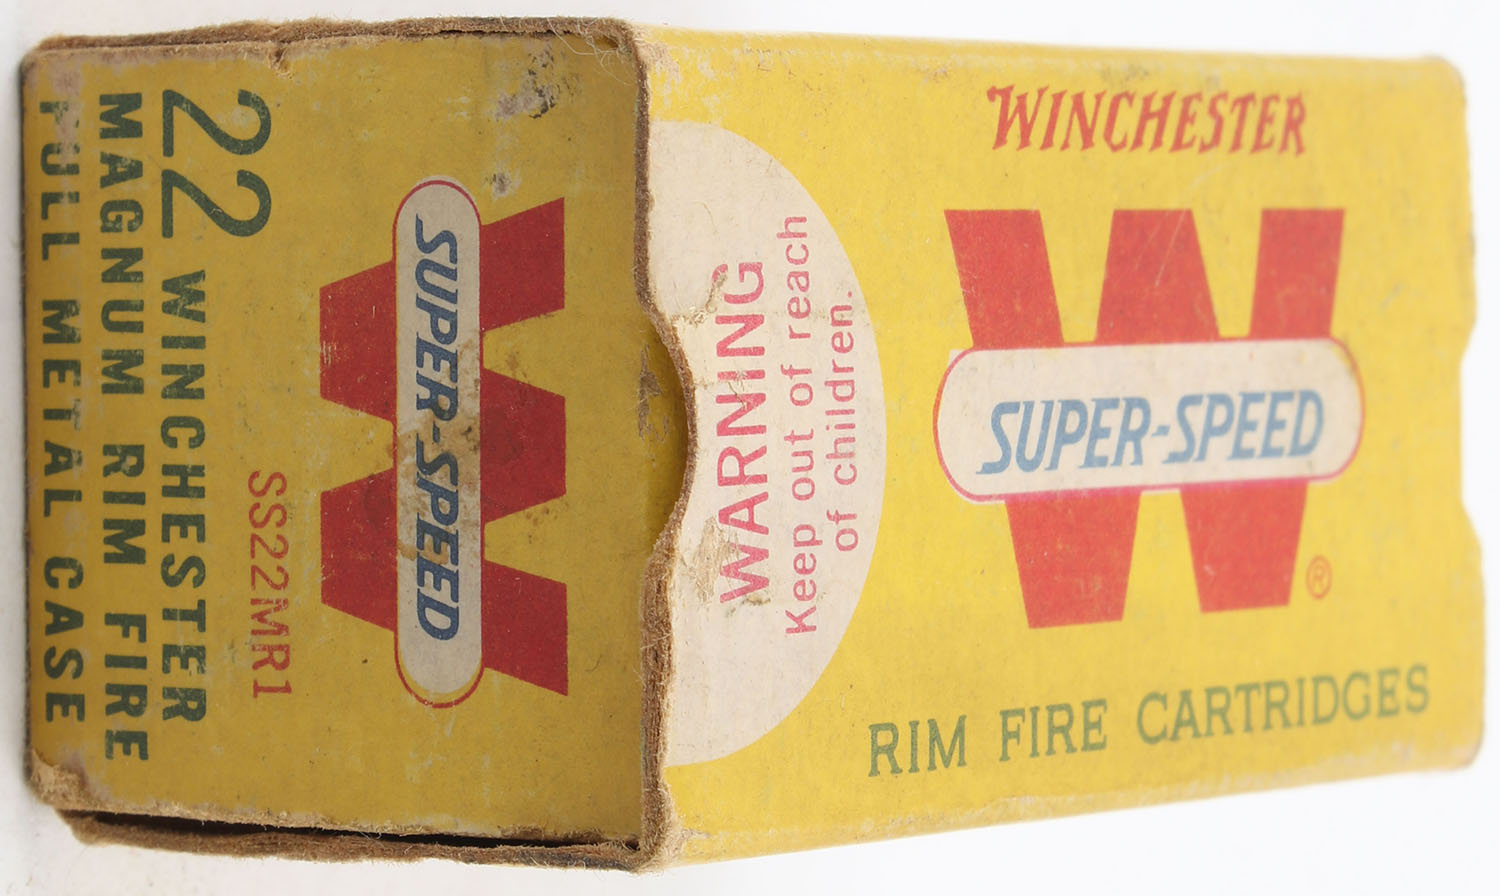 WINCHESTER
W
SUPER-SPEED
®
RIM FIRE CARTRIDGES
WARNING
Keep out of reach
of children.
W
SUPER-SPEED
SS22MR1
22 WINCHESTER
MAGNUM RIM FIRE
FULL METAL CASE